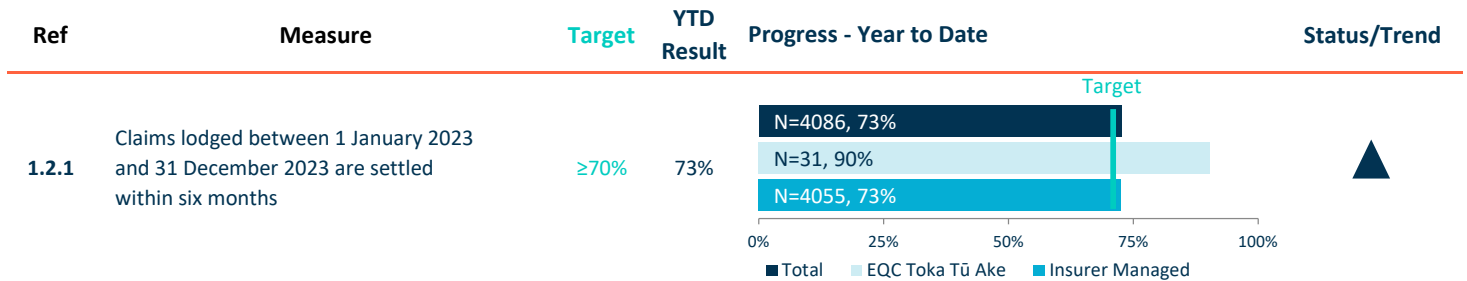 Ref Measure Target YTD Result Progress - Year to Date Status/Trend
Target
1.2.1 Claims lodged between 1 January 2023
and 31 December 2023 are settled
within six months
≥70% 73%
N=4086, 73%
N=31, 90%
N=4055, 73%
0% 25% 50% 75% 100%
Total EQC Toka Tū Ake Insurer Managed